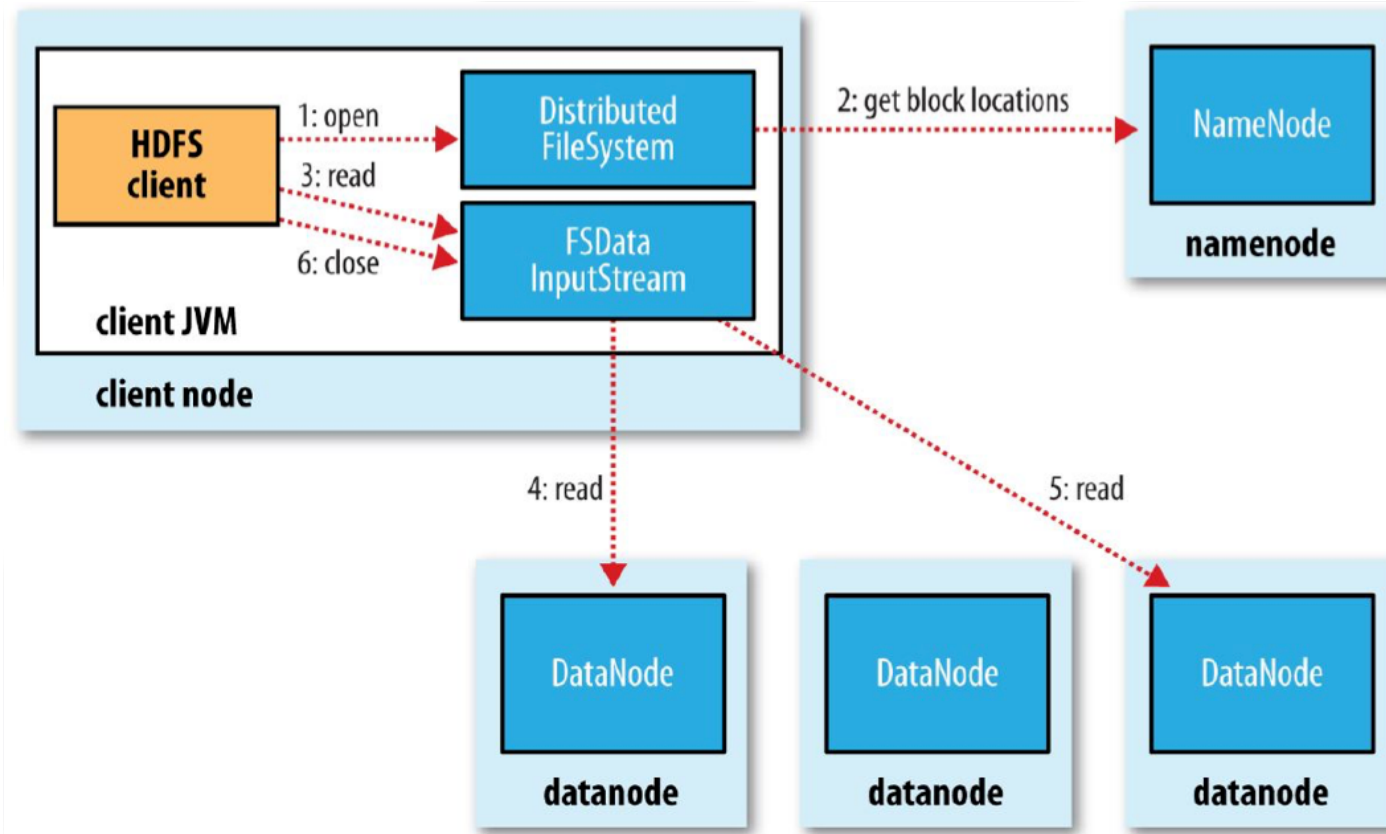 1: open
Distributed
FileSystem
2: get block locations
NameNode
HDFS
client
3: read
FSData
InputStream
6: close
namenode
client JVM
client node
4: read
5: read
DataNode
DataNode
DataNode
datanode
datanode
datanode